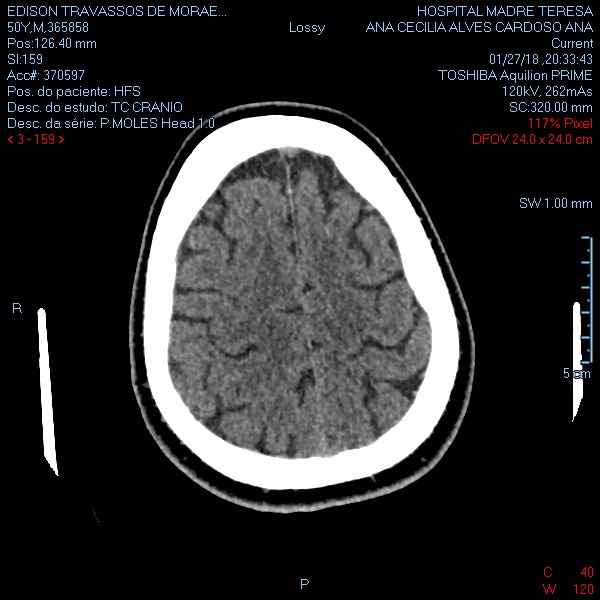 EDISON TRAVASSOS DE MORAE...
50Y,M,365858
Pos:126.40 mm
SI:159
Acc#: 370597
Pos. do paciente: HFS
Desc. do estudo: TC CRANIO
Desc. da série: P.MOLES Head 1.0
< 3 - 159 >
Lossy
HOSPITAL MADRE TERESA
ANA CECILIA ALVES CARDOSO ANA
Current
01/27/18 ,20:33:43
TOSHIBA Aquilion PRIME
120kV, 262mAs
SC:320.00 mm
117% Pixel
DFOV 24.0 x 24.0 cm
SW 1.00 mm
R
5 cm
P
C 40
W 120